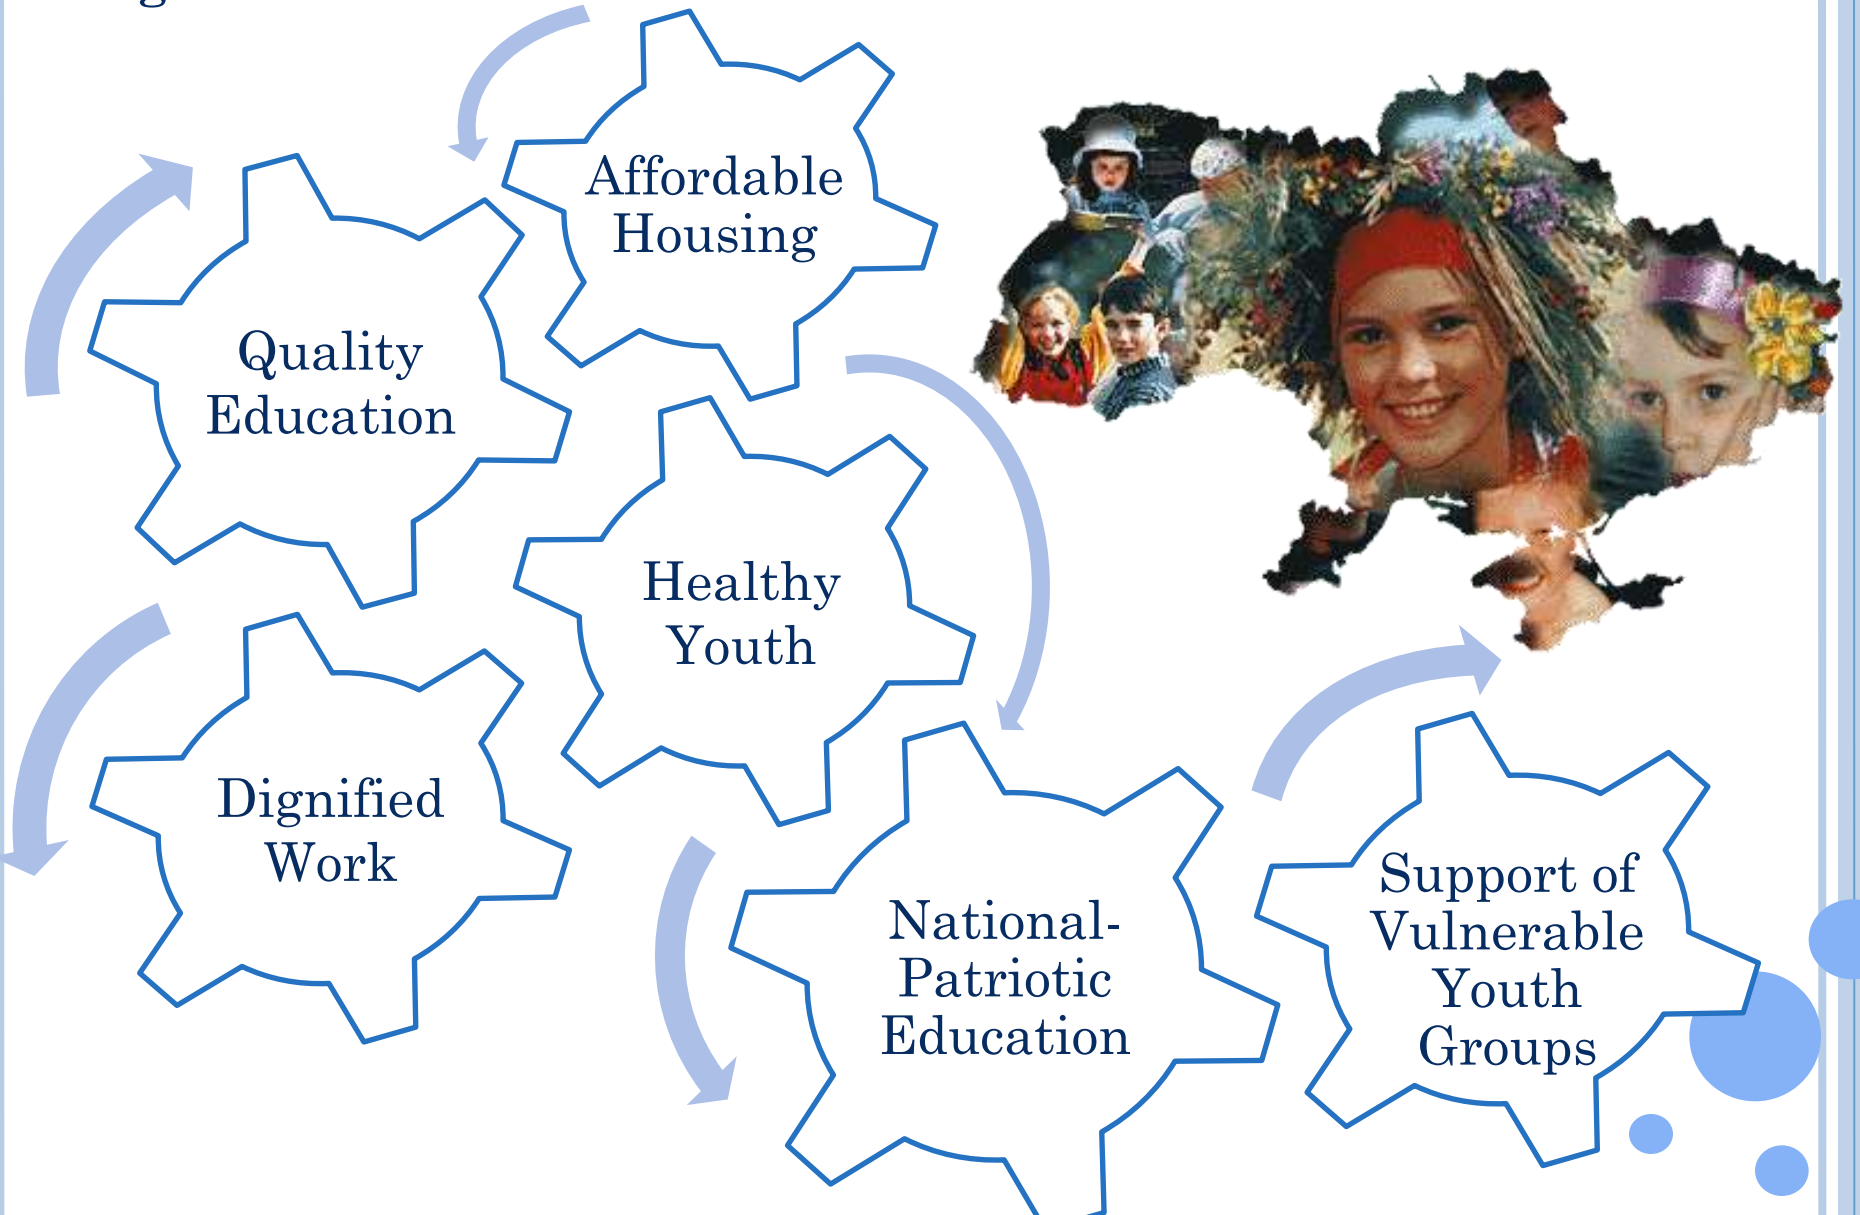 Affordable
Housing
Quality
Education
Healthy
Youth
Dignified
Work
National-
Patriotic
Education
Support of
Vulnerable
Youth
Groups